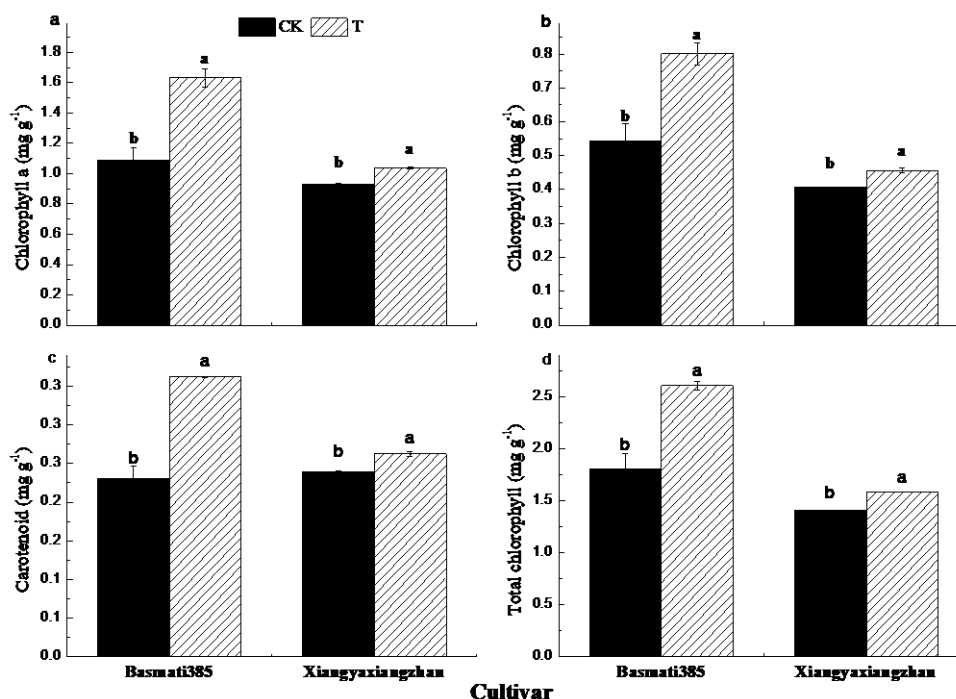 a
CK T
1.8
1.6
1.4
1.2
1.0
0.8
0.6
0.4
0.2
0.0
Chlorophyll a (mg g-1)
b a
b a
b
0.8
0.7
0.6
0.5
0.4
0.3
0.2
0.1
0.0
Chlorophyll b (mg g-1)
b a
b a
c
0.3
0.3
0.3
0.2
0.2
0.1
0.1
0.0
Carotenoid (mg g-1)
b a
b a
Basmati385 Xiangyaxiangzhan
d
2.5
2.0
1.5
1.0
0.5
0.0
Total chlorophyll (mg g-1)
b a
b a
Basmati385 Xiangyaxiangzhan
Cultivar